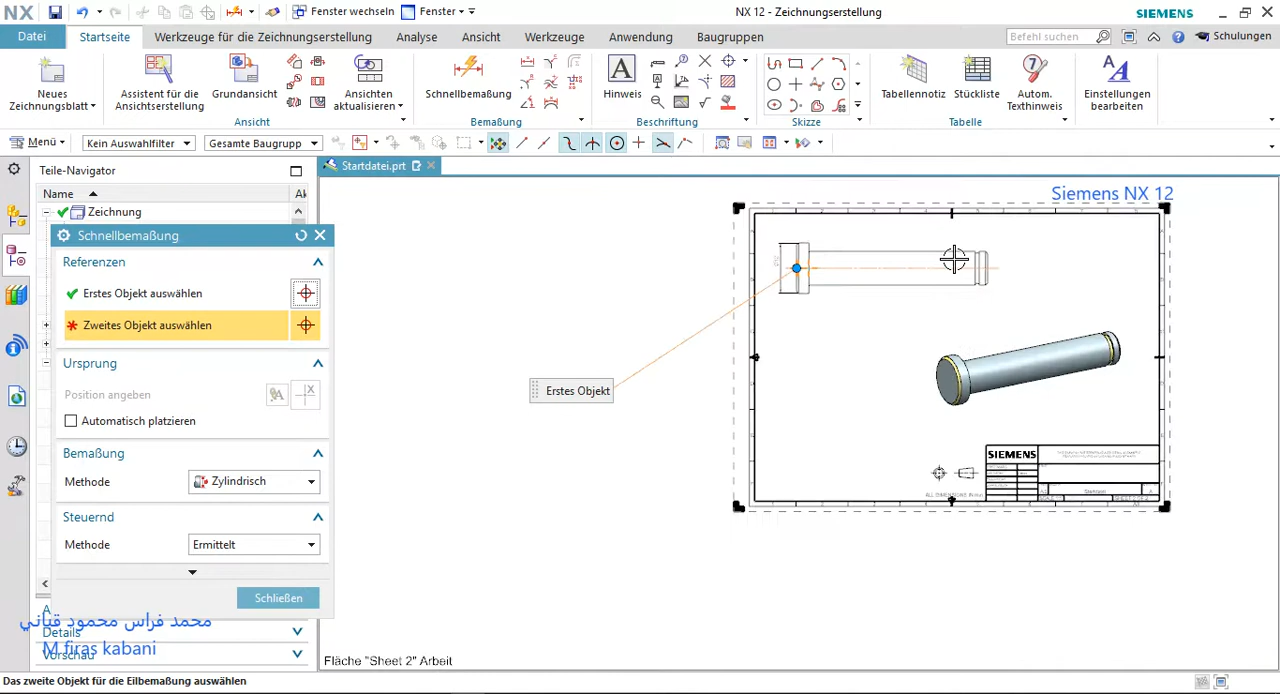 NX
Fenster wechseln
Fenster
NX 12 - Zeichnungserstellung
SIEMENS
Datei
Startseite
Werkzeuge für die Zeichnungserstellung
Analyse
Ansicht
Werkzeuge
Anwendung
Baugruppen
Befehl suchen
Schulungen
Neues
Zeichnungsblatt
Assistent für die
Ansichtserstellung
Grundansicht
Ansichten
aktualisieren
Schnellbemaßung
Hinweis
Tabellennotiz
Stückliste
Autom.
Texthinweis
Einstellungen
bearbeiten
Ansicht
Bemaßung
Beschriftung
Skizze
Tabelle
Menü
Kein Auswahlfilter
Gesamte Baugruppe
Teile-Navigator
Startdatei.prt
Name
Ak
Zeichnung
Siemens NX 12
Schnellbemaßung
Referenzen
Erstes Objekt auswählen
Zweites Objekt auswählen
Ursprung
Position angeben
Automatisch platzieren
Bemaßung
Methode
Zylindrisch
Steuernd
Methode
Ermittelt
Schließen
Erstes Objekt
SIEMENS
محمد فراس محمود قباني
Details
M firas kabani
Vorschau
Fläche "Sheet 2" Arbeit
Das zweite Objekt für die Eilbemaßung auswählen